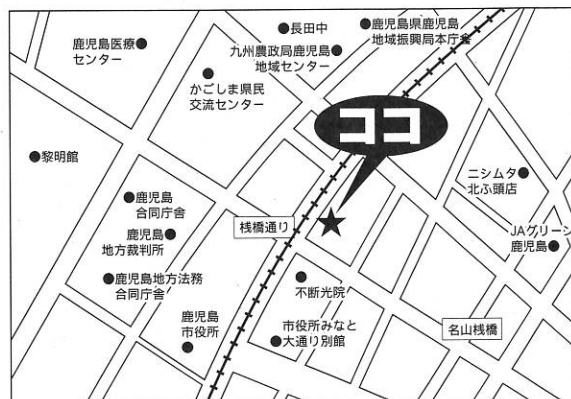 長田中
鹿児島県鹿児島
地域振興局本庁舎
鹿児島医療
センター
九州農政局鹿児島
地域センター
かごしま県民
交流センター
ココ
黎明館
ニシムタ
北ふ頭店
鹿児島
合同庁舎
桟橋通り
鹿児島
地方裁判所
JAグリーン
鹿児島
鹿児島地方法務
合同庁舎
不断光院
鹿児島
市役所
市役所みなと
大通り別館
名山桟橋